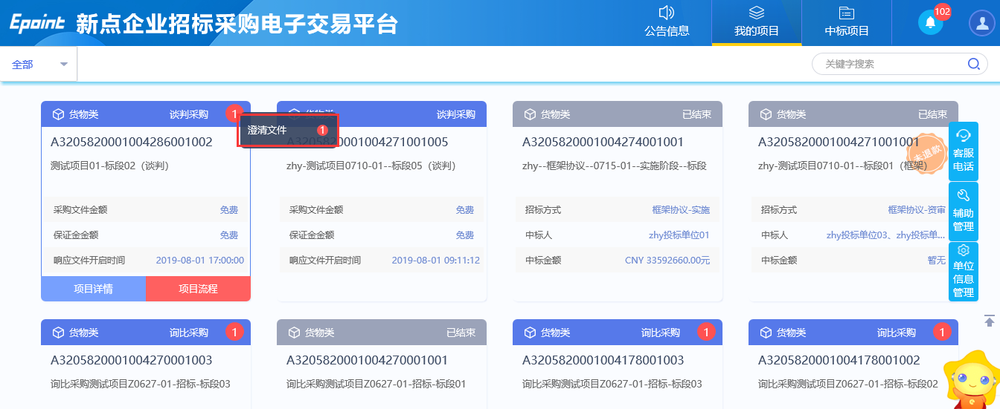 Epoint 新点企业招标采购电子交易平台
公告信息
我的项目
中标项目
102
全部
关键字搜索
货物类 谈判采购 1
A3205820001004286001002
测试项目01-标段02（谈判）
采购文件金额 免费
保证金金额 免费
响应文件开启时间 2019-08-01 17:00:00
项目详情 项目流程
澄清文件 1
货物类 谈判采购
A3205820001004271001005
zhy-测试项目0710-01--标段05（谈判）
采购文件金额 免费
保证金金额 免费
响应文件开启时间 2019-08-01 09:11:12
货物类 已结束
A3205820001004274001001
zhy--框架协议--0715-01--实施阶段--标段
招标方式 框架协议-实施
中标人 zhy投标单位01
中标金额 CNY 33592660.00元
货物类 已结束
A3205820001004271001001
zhy-测试项目0710-01--标段01（框架）
未退款
招标方式 框架协议-资审
中标人 zhy投标单位03、zhy投标单...
中标金额 暂无
客服
电话
辅助
管理
单位
信息
管理
货物类 询比采购 1
A3205820001004270001003
询比采购测试项目Z0627-01-招标-标段03
货物类 已结束
A3205820001004270001001
询比采购测试项目Z0627-01-招标-标段01
货物类 询比采购 1
A3205820001004178001003
询比采购测试项目Z0627-01-招标-标段03
货物类 询比采购 1
A3205820001004178001002
询比采购测试项目Z0627-01-招标-标段02